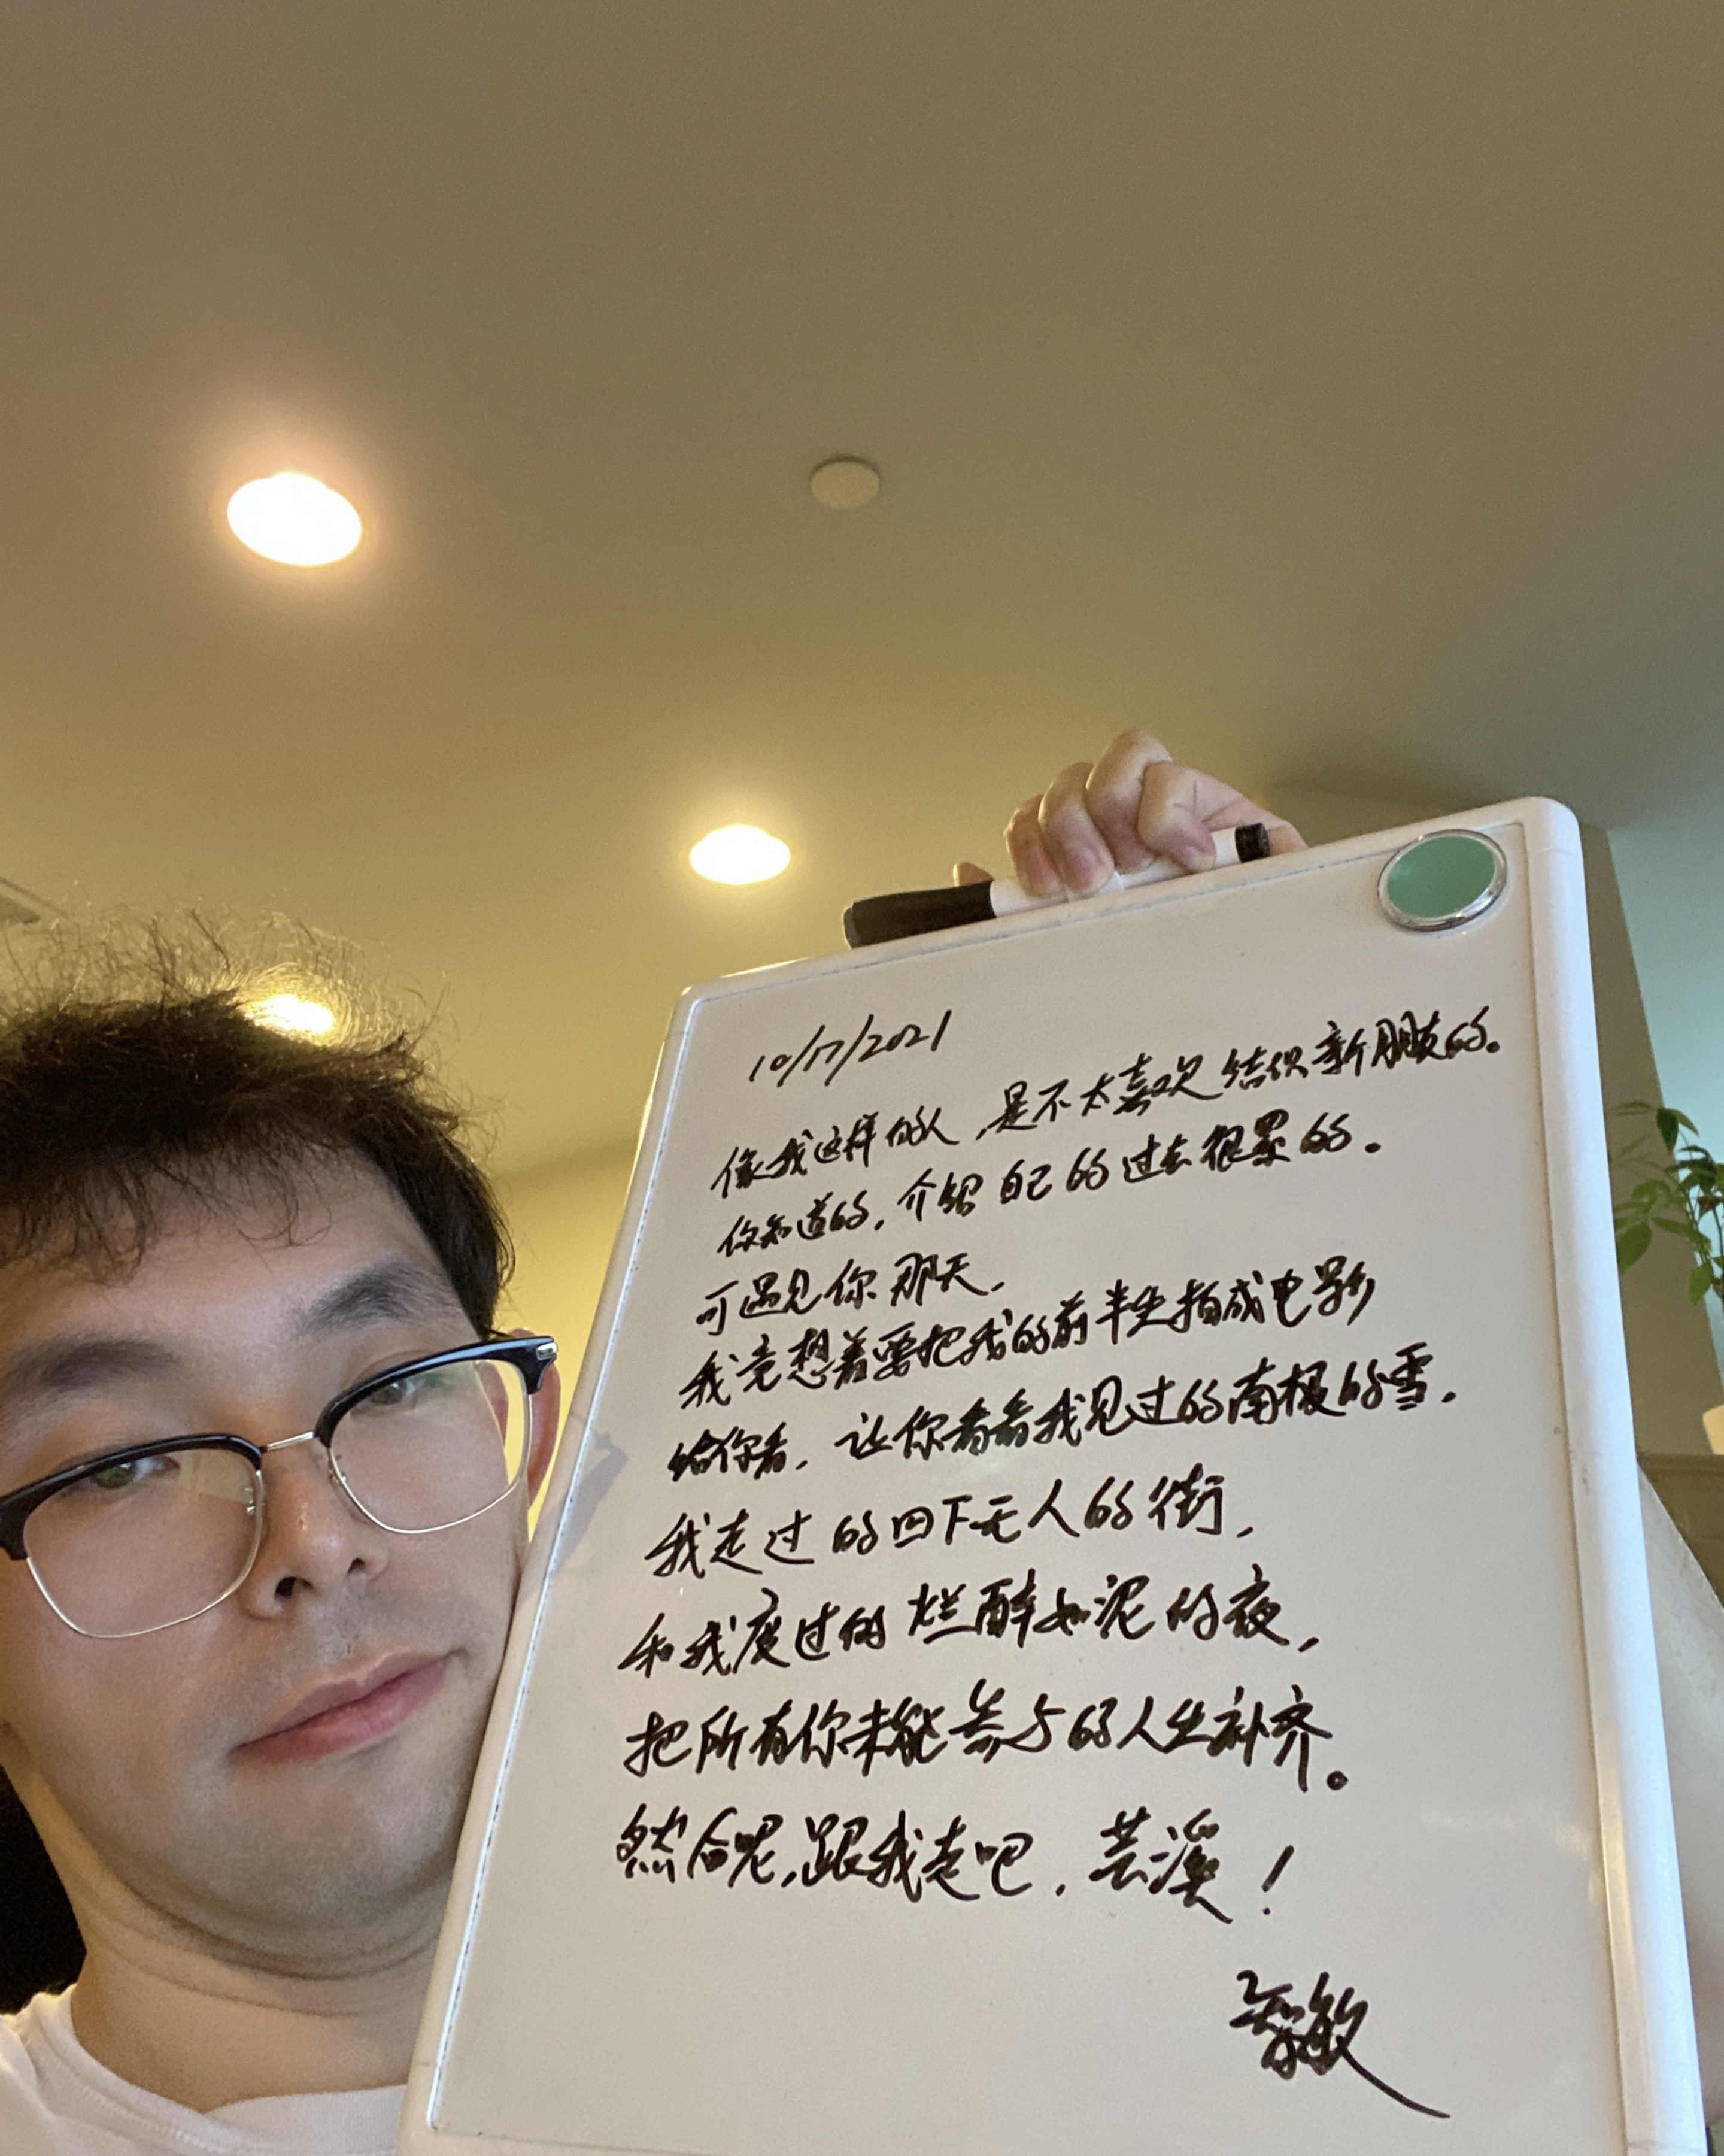 10/17/2021
像我这样的人,是不太喜欢结识新朋友的。
你知道的,介绍自己的过去很累的。
可遇见你那天,
我竟想着要把我的前半生拍成电影
给你看,让你看看我见过的南极的雪,
我走过的四下无人的街,
和我度过的烂醉如泥的夜,
把所有你未能参与的人生补齐。
然后呢,跟我走吧,芸溪!
敏